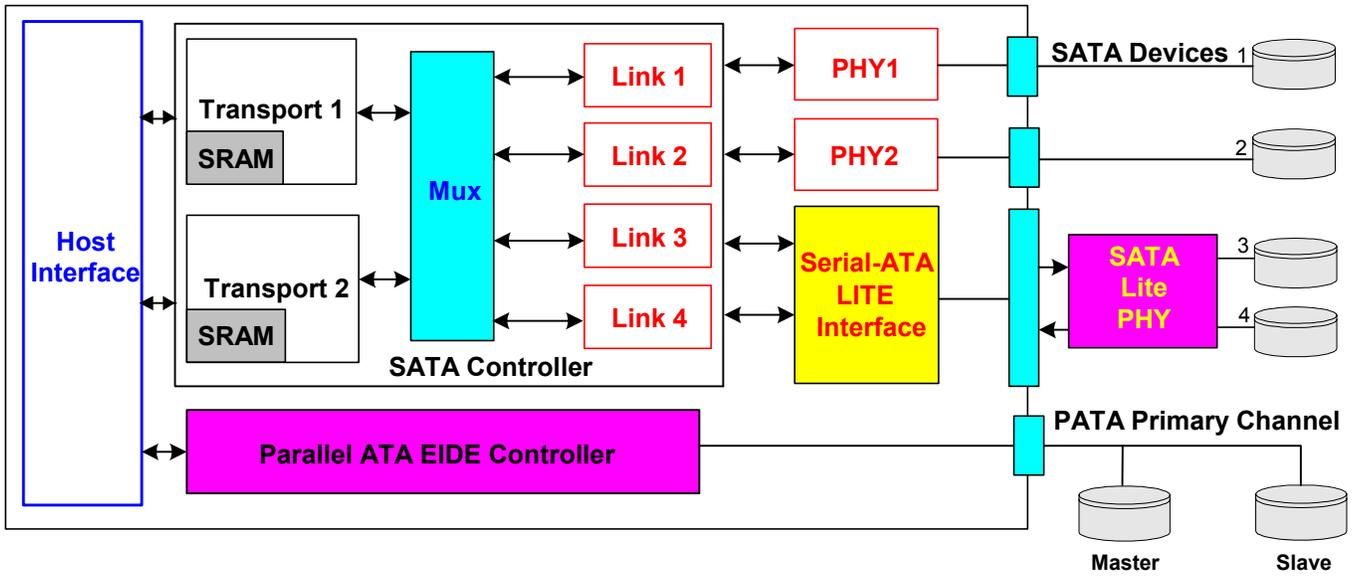 Host
Interface
Transport 1
SRAM
Transport 2
SRAM
Mux
Link 1
Link 2
Link 3
Link 4
SATA Controller
PHY1
PHY2
Serial-ATA
LITE
Interface
SATA Devices
1
2
SATA
Lite
PHY
3
4
Parallel ATA EIDE Controller
PATA Primary Channel
Master
Slave